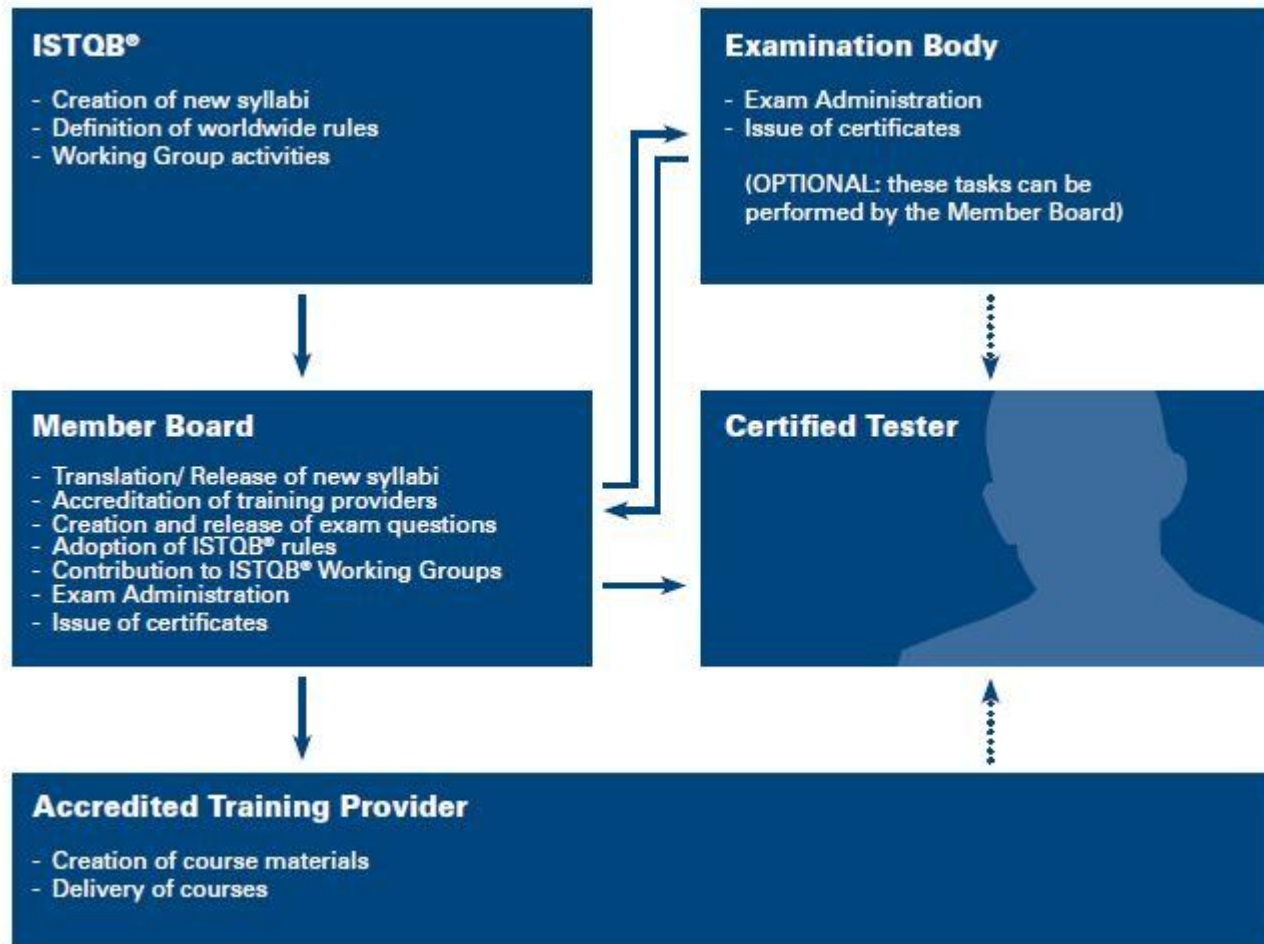 ISTQB®
- Creation of new syllabi
- Definition of worldwide rules
- Working Group activities
Examination Body
- Exam Administration
- Issue of certificates
(OPTIONAL: these tasks can be
performed by the Member Board)
Member Board
- Translation/ Release of new syllabi
- Accreditation of training providers
- Creation and release of exam questions
- Adoption of ISTQB® rules
- Contribution to ISTQB® Working Groups
- Exam Administration
- Issue of certificates
Certified Tester
Accredited Training Provider
- Creation of course materials
- Delivery of courses